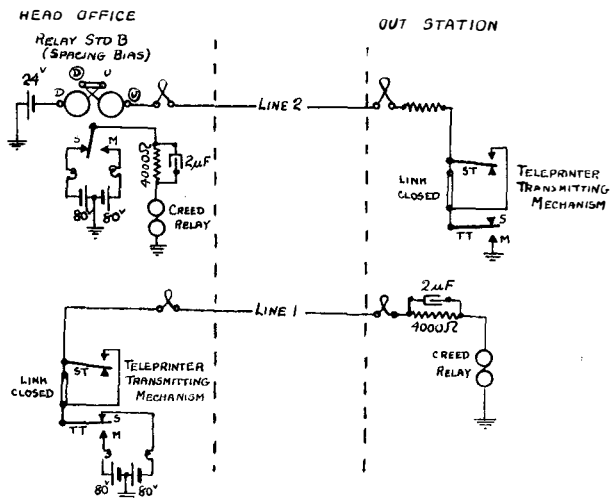 HEAD OFFICE
OUT STATION
RELAY STD B
(SPACING BIAS)
24V
D
D
U
U
LINE 2
S
M
4000Ω
2µF
80V
80V
CREED
RELAY
LINK
CLOSED
ST
TT
S
M
TELEPRINTER
TRANSMITTING
MECHANISM
LINE 1
2µF
4000Ω
CREED
RELAY
LINK
CLOSED
ST
TELEPRINTER
TRANSMITTING
MECHANISM
TT
S
M
80V
80V